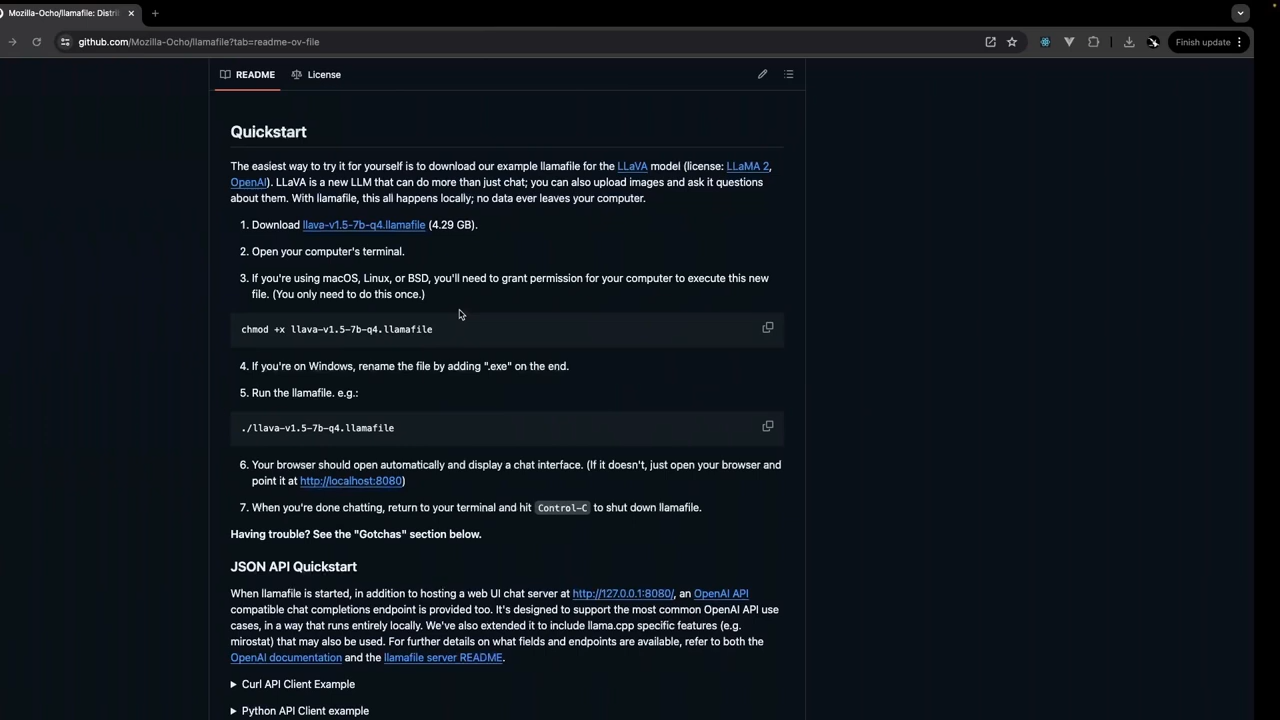 Mozilla-Ocho/llamafile: Distri
github.com/Mozilla-Ocho/llamafile?tab=readme-ov-file
Finish update
README
License
Quickstart
The easiest way to try it for yourself is to download our example llamafile for the LLaVA model (license: LLaMA 2,
OpenAI). LLaVA is a new LLM that can do more than just chat; you can also upload images and ask it questions
about them. With llamafile, this all happens locally; no data ever leaves your computer.
1. Download llava-v1.5-7b-q4.llamafile (4.29 GB).
2. Open your computer's terminal.
3. If you're using macOS, Linux, or BSD, you'll need to grant permission for your computer to execute this new
file. (You only need to do this once.)
chmod +x llava-v1.5-7b-q4.llamafile
4. If you're on Windows, rename the file by adding ".exe" on the end.
5. Run the llamafile. e.g.:
./llava-v1.5-7b-q4.llamafile
6. Your browser should open automatically and display a chat interface. (If it doesn't, just open your browser and
point it at http://localhost:8080)
7. When you're done chatting, return to your terminal and hit Control-C to shut down llamafile.
Having trouble? See the "Gotchas" section below.
JSON API Quickstart
When llamafile is started, in addition to hosting a web UI chat server at http://127.0.0.1:8080/, an OpenAI API
compatible chat completions endpoint is provided too. It's designed to support the most common OpenAI API use
cases, in a way that runs entirely locally. We've also extended it to include llama.cpp specific features (e.g.
mirostat) that may also be used. For further details on what fields and endpoints are available, refer to both the
OpenAI documentation and the llamafile server README.
Curl API Client Example
Python API Client example